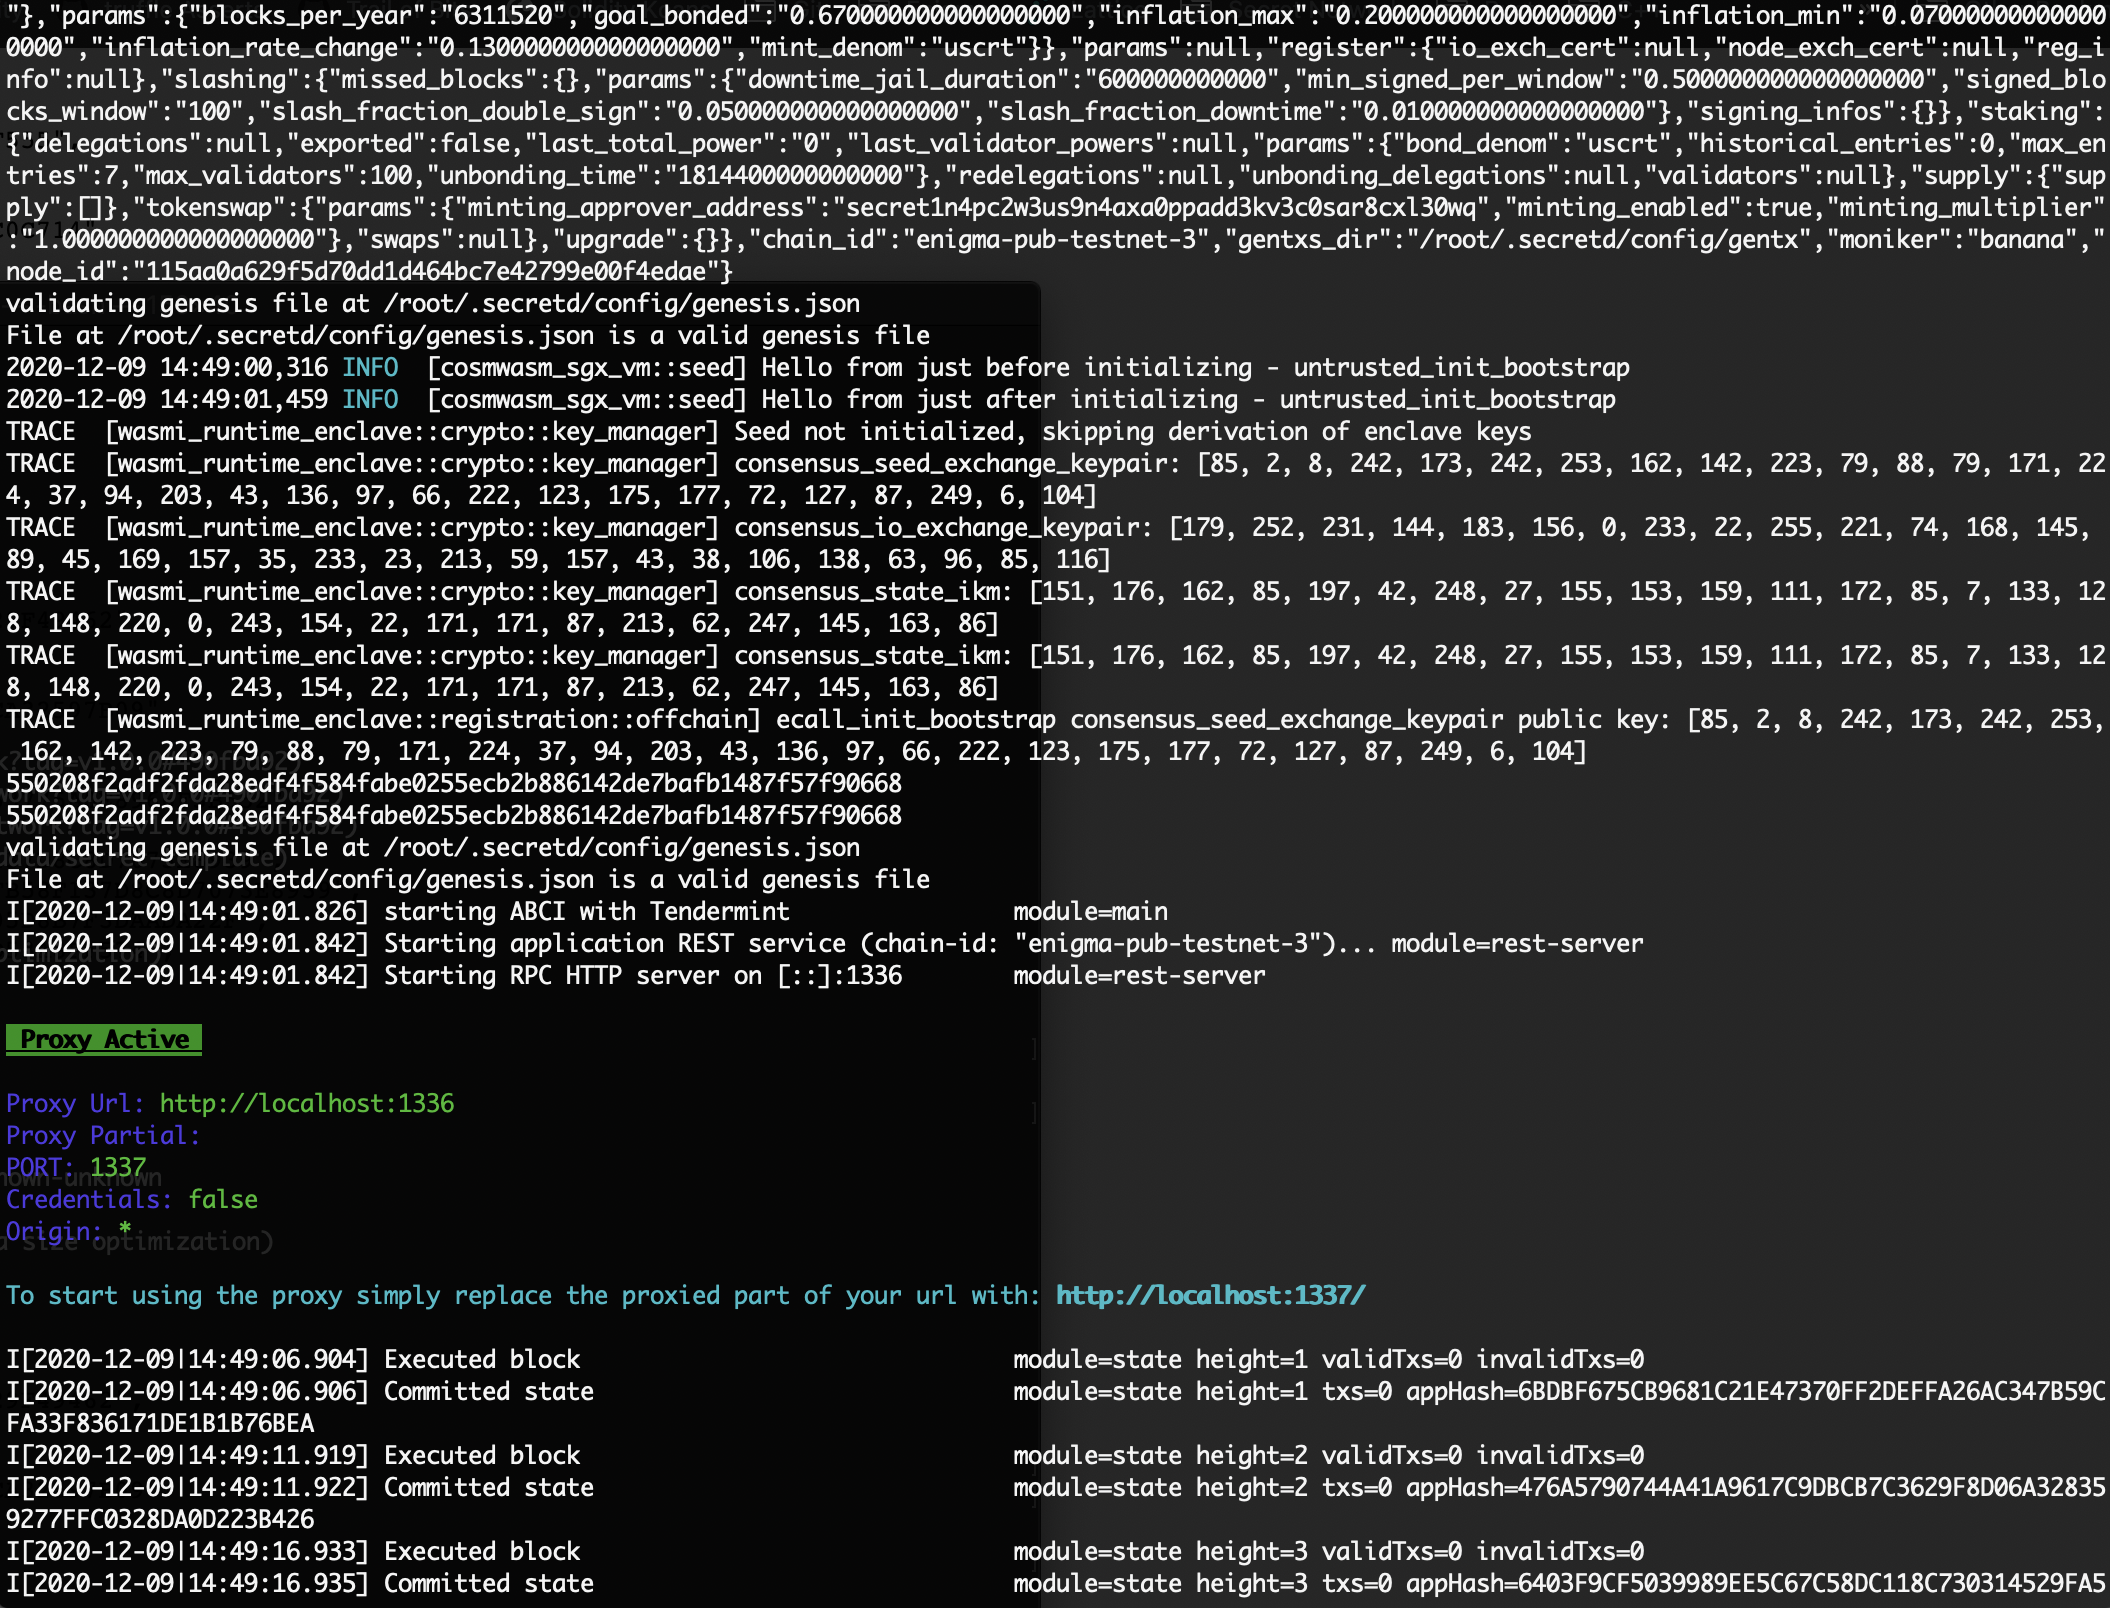 "},"params":{"blocks_per_year":"6311520","goal_bonded":"0.670000000000000000","inflation_max":"0.200000000000000000","inflation_min":"0.07000000000000
0000","inflation_rate_change":"0.130000000000000000","mint_denom":"uscrt"}},"params":null,"register":{"io_exch_cert":null,"node_exch_cert":null,"reg_i
nfo":null},"slashing":{"missed_blocks":{},"params":{"downtime_jail_duration":"600000000000","min_signed_per_window":"0.500000000000000000","signed_blo
cks_window":"100","slash_fraction_double_sign":"0.050000000000000000","slash_fraction_downtime":"0.010000000000000000"},"signing_infos":{}},"staking":
{"delegations":null,"exported":false,"last_total_power":"0","last_validator_powers":null,"params":{"bond_denom":"uscrt","historical_entries":0,"max_en
tries":7,"max_validators":100,"unbonding_time":"1814400000000000"},"redelegations":null,"unbonding_delegations":null,"validators":null},"supply":{"sup
ply":[]},"tokenswap":{"params":{"minting_approver_address":"secret1n4pc2w3us9n4axa0ppadd3kv3c0sar8cxl30wq","minting_enabled":true,"minting_multiplier"
:"1.000000000000000000"},"swaps":null},"upgrade":{}},"chain_id":"enigma-pub-testnet-3","gentxs_dir":"/root/.secretd/config/gentx","moniker":"banana","
node_id":"115aa0a629f5d70dd1d464bc7e42799e00f4edae"}
validating genesis file at /root/.secretd/config/genesis.json
File at /root/.secretd/config/genesis.json is a valid genesis file
2020-12-09 14:49:00,316 INFO  [cosmwasm_sgx_vm::seed] Hello from just before initializing - untrusted_init_bootstrap
2020-12-09 14:49:01,459 INFO  [cosmwasm_sgx_vm::seed] Hello from just after initializing - untrusted_init_bootstrap
TRACE  [wasmi_runtime_enclave::crypto::key_manager] Seed not initialized, skipping derivation of enclave keys
TRACE  [wasmi_runtime_enclave::crypto::key_manager] consensus_seed_exchange_keypair: [85, 2, 8, 242, 173, 242, 253, 162, 142, 223, 79, 88, 79, 171, 22
4, 37, 94, 203, 43, 136, 97, 66, 222, 123, 175, 177, 72, 127, 87, 249, 6, 104]
TRACE  [wasmi_runtime_enclave::crypto::key_manager] consensus_io_exchange_keypair: [179, 252, 231, 144, 183, 156, 0, 233, 22, 255, 221, 74, 168, 145,
89, 45, 169, 157, 35, 233, 23, 213, 59, 157, 43, 38, 106, 138, 63, 96, 85, 116]
TRACE  [wasmi_runtime_enclave::crypto::key_manager] consensus_state_ikm: [151, 176, 162, 85, 197, 42, 248, 27, 155, 153, 159, 111, 172, 85, 7, 133, 12
8, 148, 220, 0, 243, 154, 22, 171, 171, 87, 213, 62, 247, 145, 163, 86]
TRACE  [wasmi_runtime_enclave::crypto::key_manager] consensus_state_ikm: [151, 176, 162, 85, 197, 42, 248, 27, 155, 153, 159, 111, 172, 85, 7, 133, 12
8, 148, 220, 0, 243, 154, 22, 171, 171, 87, 213, 62, 247, 145, 163, 86]
TRACE  [wasmi_runtime_enclave::registration::offchain] ecall_init_bootstrap consensus_seed_exchange_keypair public key: [85, 2, 8, 242, 173, 242, 253,
 162, 142, 223, 79, 88, 79, 171, 224, 37, 94, 203, 43, 136, 97, 66, 222, 123, 175, 177, 72, 127, 87, 249, 6, 104]
550208f2adf2fda28edf4f584fabe0255ecb2b886142de7bafb1487f57f90668
550208f2adf2fda28edf4f584fabe0255ecb2b886142de7bafb1487f57f90668
validating genesis file at /root/.secretd/config/genesis.json
File at /root/.secretd/config/genesis.json is a valid genesis file
I[2020-12-09|14:49:01.826] starting ABCI with Tendermint                module=main
I[2020-12-09|14:49:01.842] Starting application REST service (chain-id: "enigma-pub-testnet-3")... module=rest-server
I[2020-12-09|14:49:01.842] Starting RPC HTTP server on [::]:1336        module=rest-server
Proxy Active
Proxy Url: http://localhost:1336
Proxy Partial:
PORT: 1337
Credentials: false
Origin: *
To start using the proxy simply replace the proxied part of your url with: http://localhost:1337/
I[2020-12-09|14:49:06.904] Executed block                               module=state height=1 validTxs=0 invalidTxs=0
I[2020-12-09|14:49:06.906] Committed state                              module=state height=1 txs=0 appHash=6BDBF675CB9681C21E47370FF2DEFFA26AC347B59C
FA33F836171DE1B1B76BEA
I[2020-12-09|14:49:11.919] Executed block                               module=state height=2 validTxs=0 invalidTxs=0
I[2020-12-09|14:49:11.922] Committed state                              module=state height=2 txs=0 appHash=476A5790744A41A9617C9DBCB7C3629F8D06A32835
9277FFC0328DA0D223B426
I[2020-12-09|14:49:16.933] Executed block                               module=state height=3 validTxs=0 invalidTxs=0
I[2020-12-09|14:49:16.935] Committed state                              module=state height=3 txs=0 appHash=6403F9CF5039989EE5C67C58DC118C730314529FA5